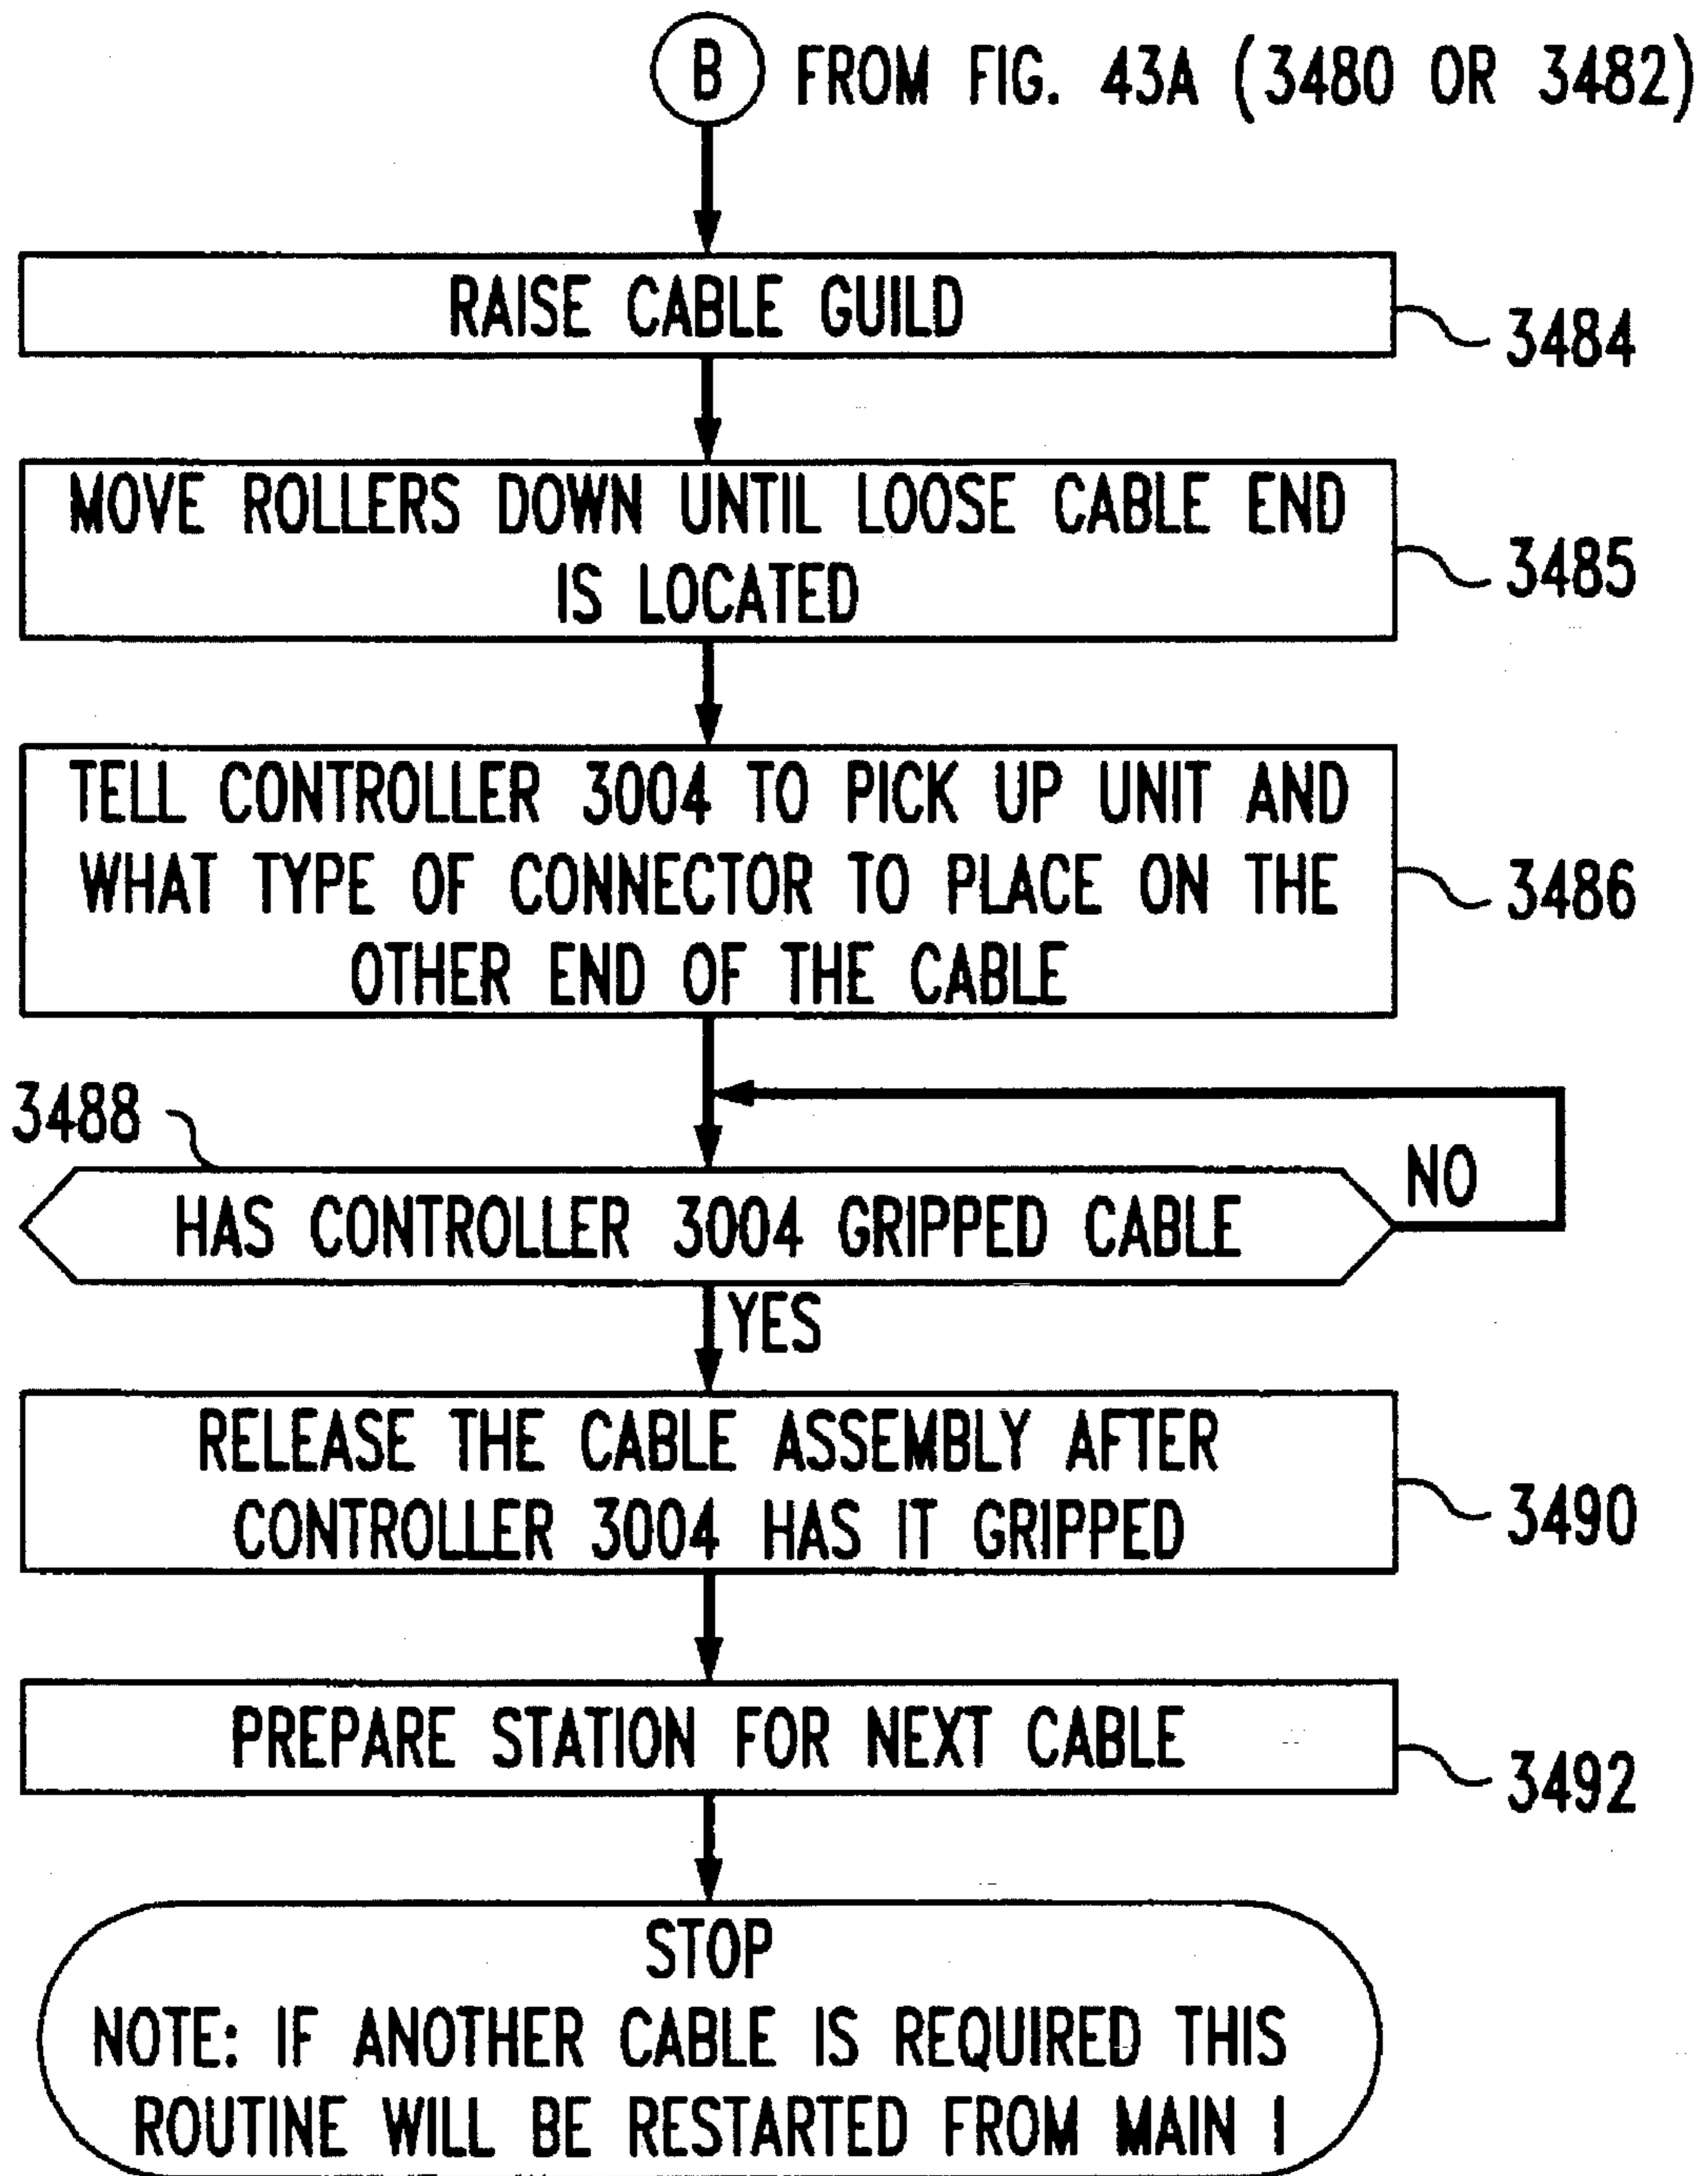 B FROM FIG. 43A (3480 OR 3482)
RAISE CABLE GUILD
3484
MOVE ROLLERS DOWN UNTIL LOOSE CABLE END
IS LOCATED
3485
TELL CONTROLLER 3004 TO PICK UP UNIT AND
WHAT TYPE OF CONNECTOR TO PLACE ON THE
OTHER END OF THE CABLE
3486
3488
NO
HAS CONTROLLER 3004 GRIPPED CABLE
YES
RELEASE THE CABLE ASSEMBLY AFTER
CONTROLLER 3004 HAS IT GRIPPED
3490
PREPARE STATION FOR NEXT CABLE
3492
STOP
NOTE: IF ANOTHER CABLE IS REQUIRED THIS
ROUTINE WILL BE RESTARTED FROM MAIN I